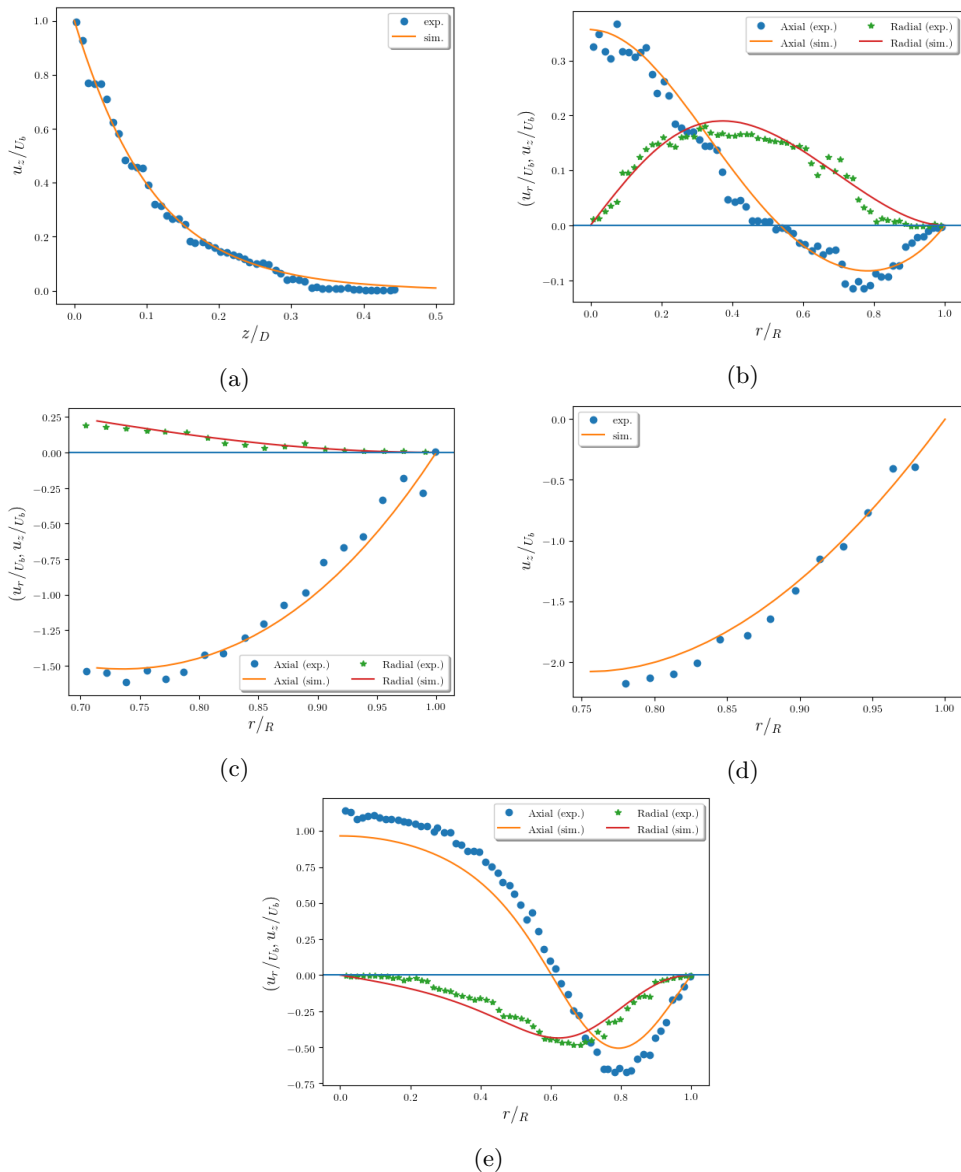 exp.
sim.
1.0
0.8
0.6
0.4
0.2
0.0
u_z/U_b
0.0 0.1 0.2 0.3 0.4 0.5
z/D
(a)
Axial (exp.) Radial (exp.)
Axial (sim.) Radial (sim.)
0.3
0.2
0.1
0.0
−0.1
(u_r/U_b, u_z/U_b)
0.0 0.2 0.4 0.6 0.8 1.0
r/R
(b)
0.25
0.00
−0.25
−0.50
−0.75
−1.00
−1.25
−1.50
(u_r/U_b, u_z/U_b)
Axial (exp.) Radial (exp.)
Axial (sim.) Radial (sim.)
0.70 0.75 0.80 0.85 0.90 0.95 1.00
r/R
(c)
exp.
sim.
0.0
−0.5
−1.0
−1.5
−2.0
u_z/U_b
0.75 0.80 0.85 0.90 0.95 1.00
r/R
(d)
Axial (exp.) Radial (exp.)
Axial (sim.) Radial (sim.)
1.00
0.75
0.50
0.25
0.00
−0.25
−0.50
−0.75
(u_r/U_b, u_z/U_b)
0.0 0.2 0.4 0.6 0.8 1.0
r/R
(e)